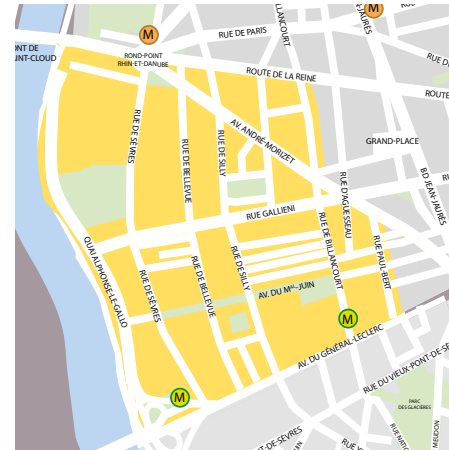 M
RUE DE PARIS
LLANCOURT
-JAURÈS
M
ONT DE
INT-CLOUD
ROND-POINT
RHIN-ET-DANUBE
ROUTE DE LA REINE
RUE D
ROUTE
RUE DE SÈVRES
RUE DE BELLEVUE
RUE DE SILLY
AV. ANDRÉ-MORIZET
GRAND-PLACE
RUE D'AGUESSEAU
BD JEAN-JAURÈS
RUE GALLIENI
RUE DE BILLANCOURT
RUE PAUL-BERT
QUAI ALPHONSE-LE-GALLO
RUE DE SÈVRES
RUE DE BELLEVUE
RUE DE SILLY
AV. DU Mᵃˡ-JUIN
M
AV. DU GÉNÉRAL-LECLERC
RUE DU VIEUX-PONT-DE-SÈ
M
PARC
DES GLACIÈRES
T-DE-SÈVRES
RUE NATIO
MEUDON